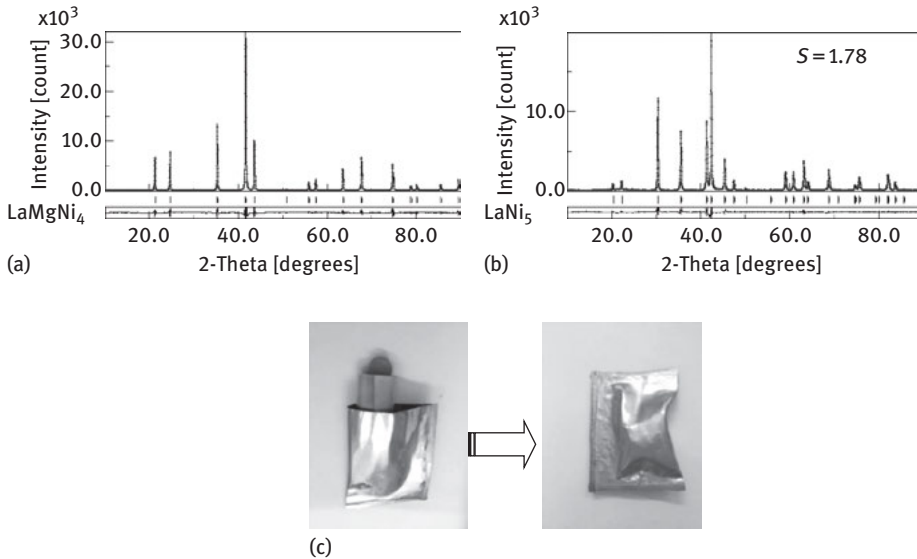 x10³
30.0
20.0
10.0
0.0
Intensity [count]
LaMgNi₄
20.0 40.0 60.0 80.0
2-Theta [degrees]
(a)
x10³
S = 1.78
10.0
0.0
Intensity [count]
LaNi₅
20.0 40.0 60.0 80.0
2-Theta [degrees]
(b)
(c)